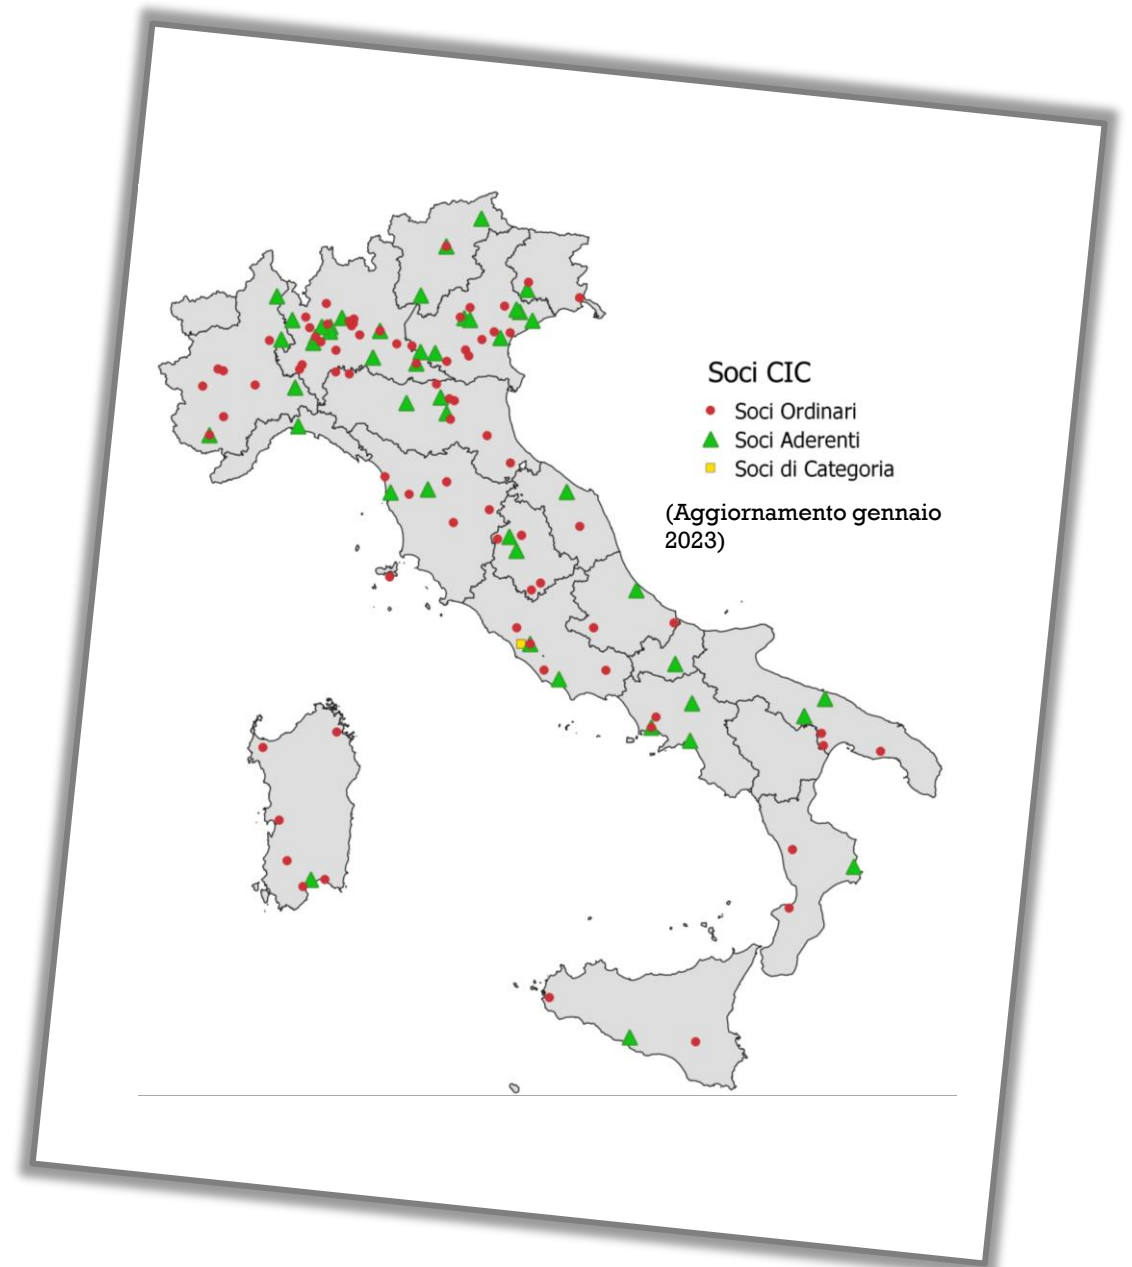 Soci CIC
Soci Ordinari
Soci Aderenti
Soci di Categoria
(Aggiornamento gennaio
2023)